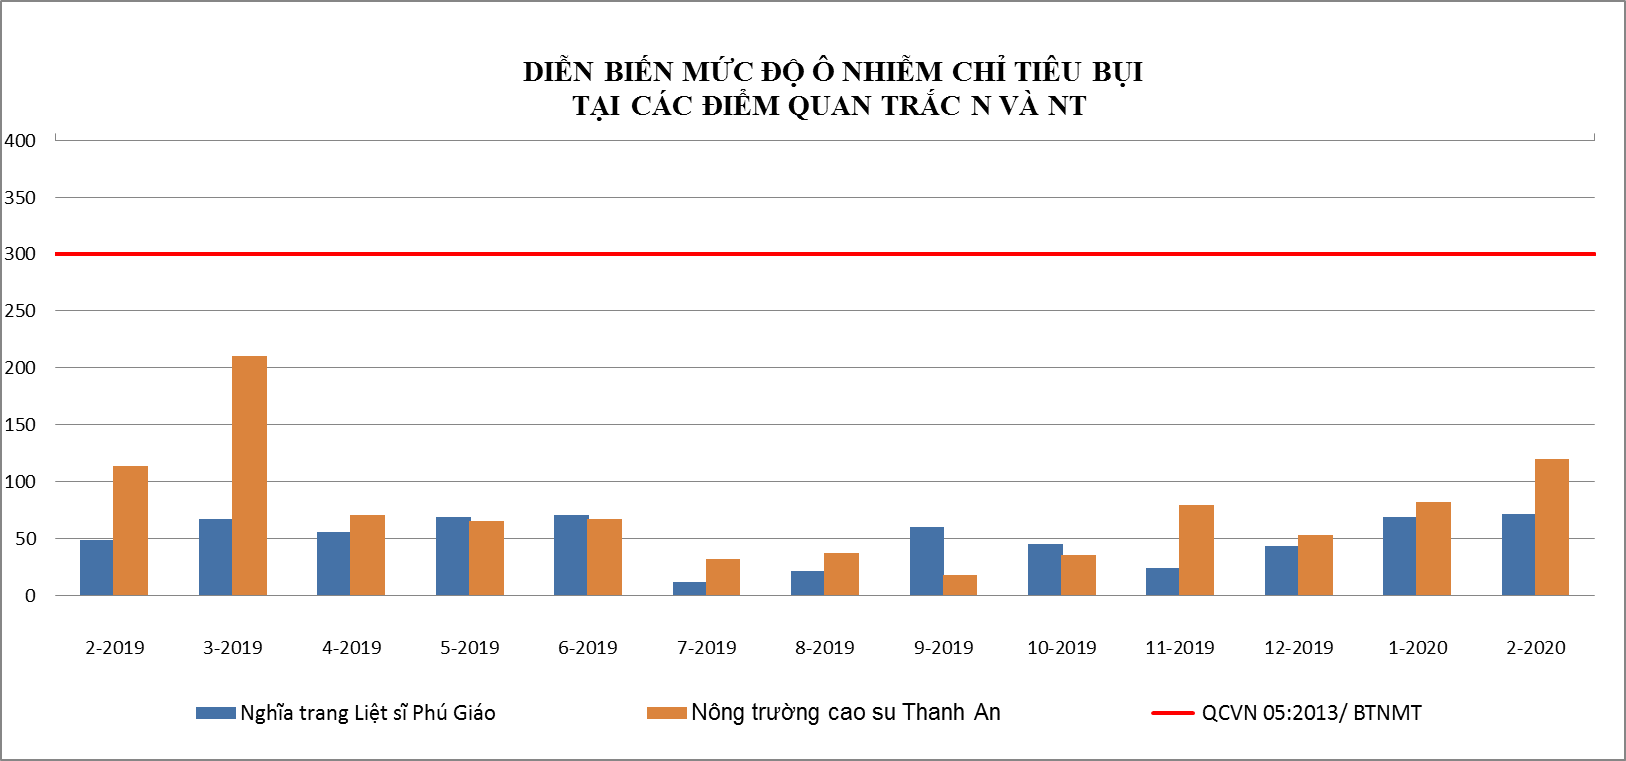 DIỄN BIẾN MỨC ĐỘ Ô NHIỄM CHỈ TIÊU BỤI
TẠI CÁC ĐIỂM QUAN TRẮC N VÀ NT
400
350
300
250
200
150
100
50
0
2-2019 3-2019 4-2019 5-2019 6-2019 7-2019 8-2019 9-2019 10-2019 11-2019 12-2019 1-2020 2-2020
Nghĩa trang Liệt sĩ Phú Giáo Nông trường cao su Thanh An QCVN 05:2013/ BTNMT